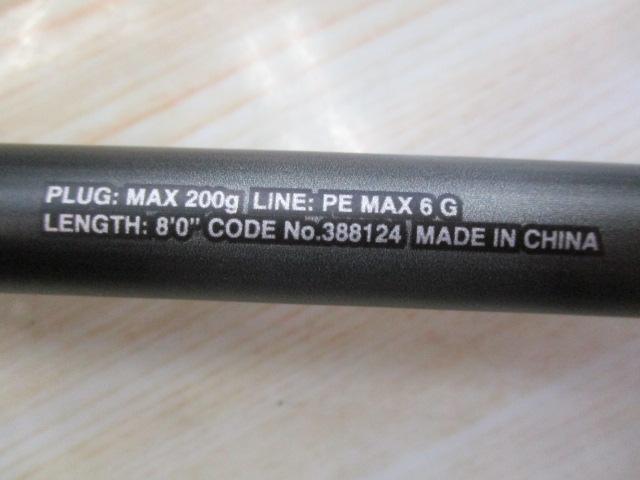 PLUG: MAX 200g LINE: PE MAX 6 G
LENGTH: 8'0" CODE No.388124 MADE IN CHINA